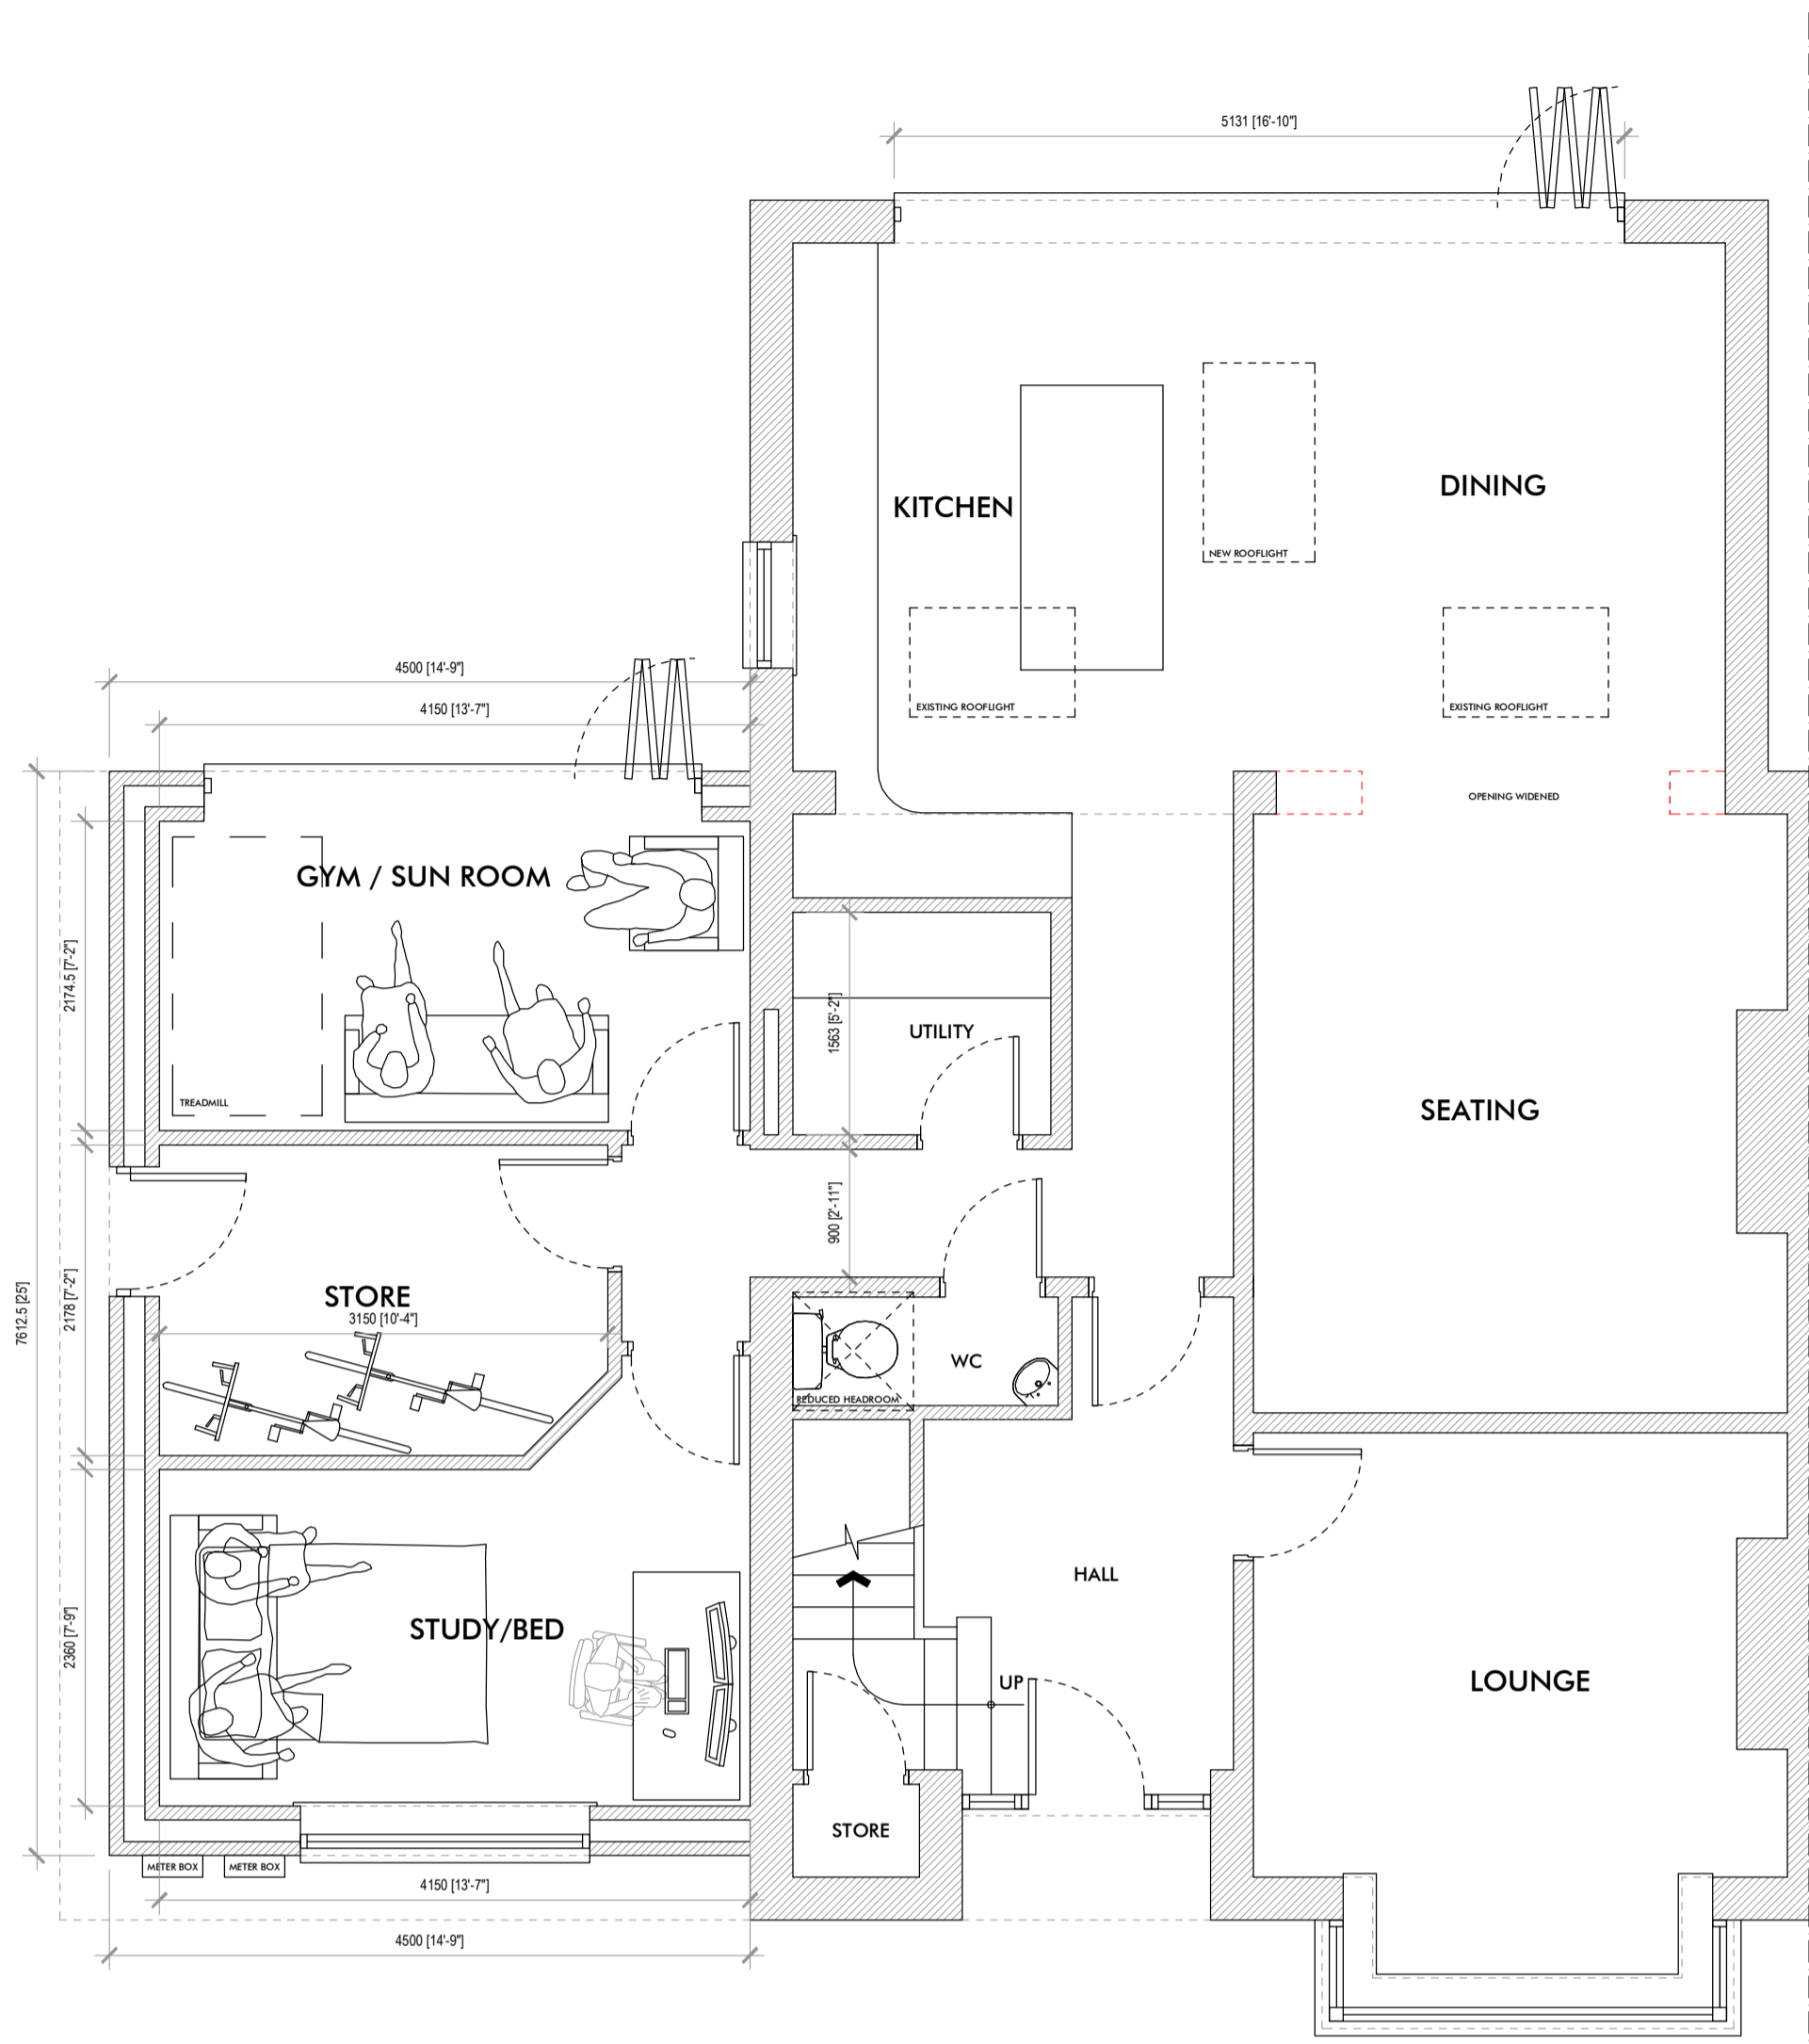 5131 [16'-10"]
KITCHEN
DINING
NEW ROOFLIGHT
4500 [14'-9"]
4150 [13'-7"]
EXISTING ROOFLIGHT
EXISTING ROOFLIGHT
OPENING WIDENED
GYM / SUN ROOM
2174.5 [7'-2"]
1563 [5'-2"]
UTILITY
TREADMILL
SEATING
900 [2'-11"]
STORE
3150 [10'-4"]
7612.5 [25']
2178 [7'-2"]
WC
REDUCED HEADROOM
HALL
STUDY/BED
2360 [7'-9"]
UP
LOUNGE
STORE
METER BOX
METER BOX
4150 [13'-7"]
4500 [14'-9"]